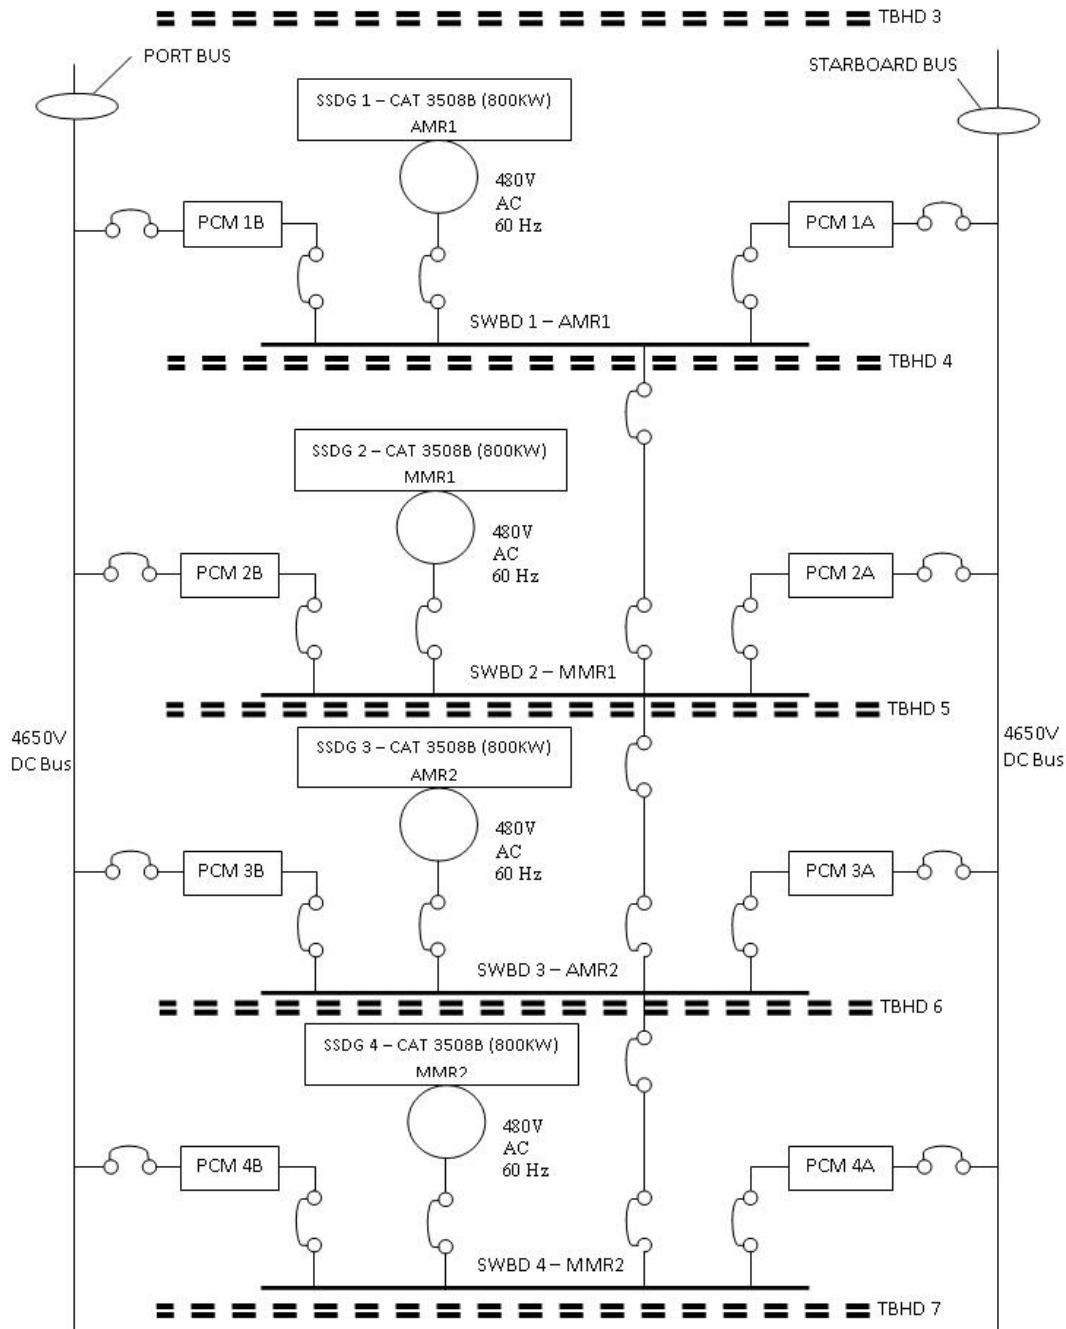 TBHD 3
PORT BUS
STARBOARD BUS
SSDG 1 – CAT 3508B (800KW)
AMR1
480V
AC
60 Hz
PCM 1B
PCM 1A
SWBD 1 – AMR1
TBHD 4
SSDG 2 – CAT 3508B (800KW)
MMR1
480V
AC
60 Hz
PCM 2B
PCM 2A
SWBD 2 – MMR1
TBHD 5
4650V
DC Bus
4650V
DC Bus
SSDG 3 – CAT 3508B (800KW)
AMR2
480V
AC
60 Hz
PCM 3B
PCM 3A
SWBD 3 – AMR2
TBHD 6
SSDG 4 – CAT 3508B (800KW)
MMR2
480V
AC
60 Hz
PCM 4B
PCM 4A
SWBD 4 – MMR2
TBHD 7